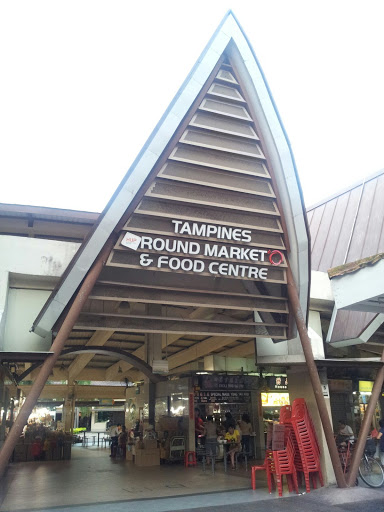 TAMPINES
ROUND MARKET
& FOOD CENTRE